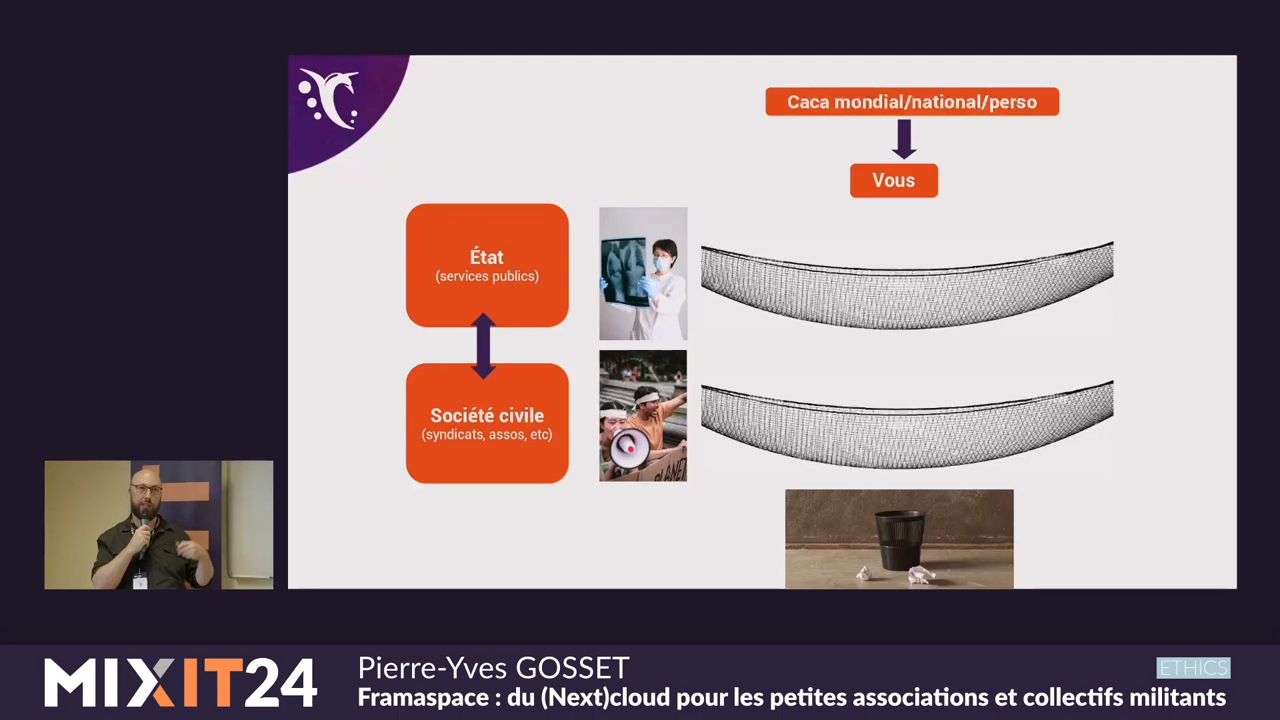 Caca mondial/national/perso
Vous
État
(services publics)
Société civile
(syndicats, assos, etc)
PLANET
MIXIT24
Pierre-Yves GOSSET
ETHICS
Framaspace : du (Next)cloud pour les petites associations et collectifs militants